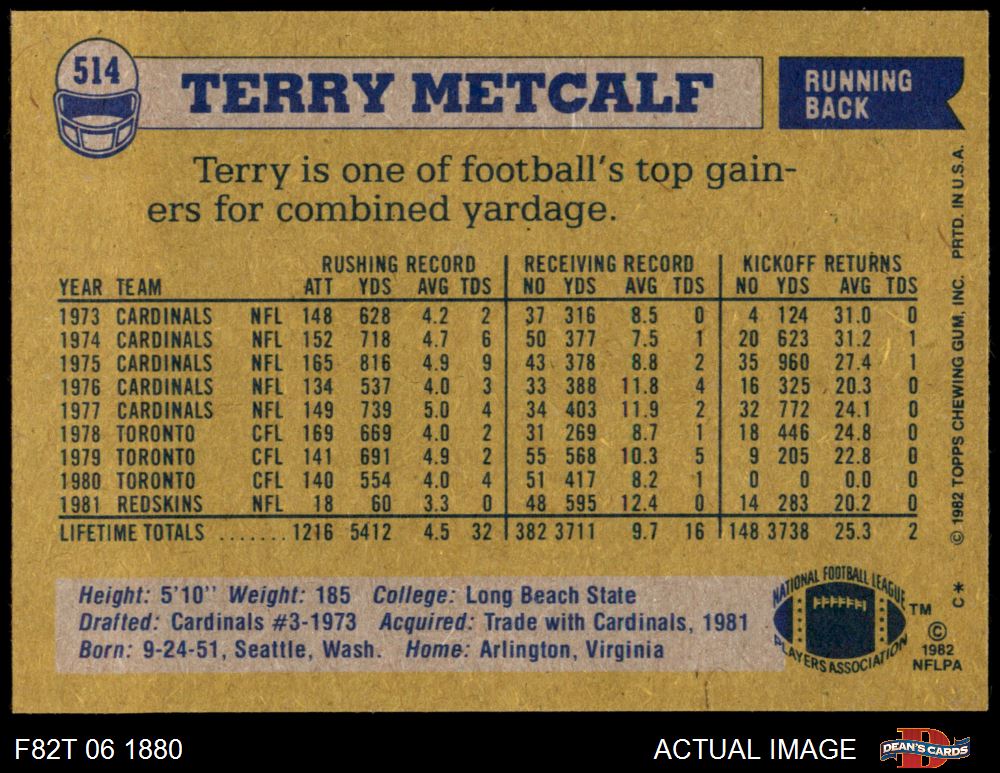 514
TERRY METCALF
RUNNING
BACK
Terry is one of football's top gain-
ers for combined yardage.
RUSHING RECORD RECEIVING RECORD KICKOFF RETURNS
YEAR TEAM ATT YDS AVG TDS NO YDS AVG TDS NO YDS AVG TDS
1973 CARDINALS NFL 148 628 4.2 2 37 316 8.5 0 4 124 31.0 0
1974 CARDINALS NFL 152 718 4.7 6 50 377 7.5 1 20 623 31.2 1
1975 CARDINALS NFL 165 816 4.9 9 43 378 8.8 2 35 960 27.4 1
1976 CARDINALS NFL 134 537 4.0 3 33 388 11.8 4 16 325 20.3 0
1977 CARDINALS NFL 149 739 5.0 4 34 403 11.9 2 32 772 24.1 0
1978 TORONTO CFL 169 669 4.0 2 31 269 8.7 1 18 446 24.8 0
1979 TORONTO CFL 141 691 4.9 2 55 568 10.3 5 9 205 22.8 0
1980 TORONTO CFL 140 554 4.0 4 51 417 8.2 1 0 0 0.0 0
1981 REDSKINS NFL 18 60 3.3 0 48 595 12.4 0 14 283 20.2 0
LIFETIME TOTALS ....... 1216 5412 4.5 32 382 3711 9.7 16 148 3738 25.3 2
Height: 5'10" Weight: 185 College: Long Beach State
Drafted: Cardinals #3-1973 Acquired: Trade with Cardinals, 1981
Born: 9-24-51, Seattle, Wash. Home: Arlington, Virginia
NATIONAL FOOTBALL LEAGUE
PLAYERS ASSOCIATION
TM
©
1982
NFLPA
C*
© 1982 TOPPS CHEWING GUM, INC. PRTD. IN U.S.A.
F82T 06 1880
ACTUAL IMAGE
DEAN'S CARDS